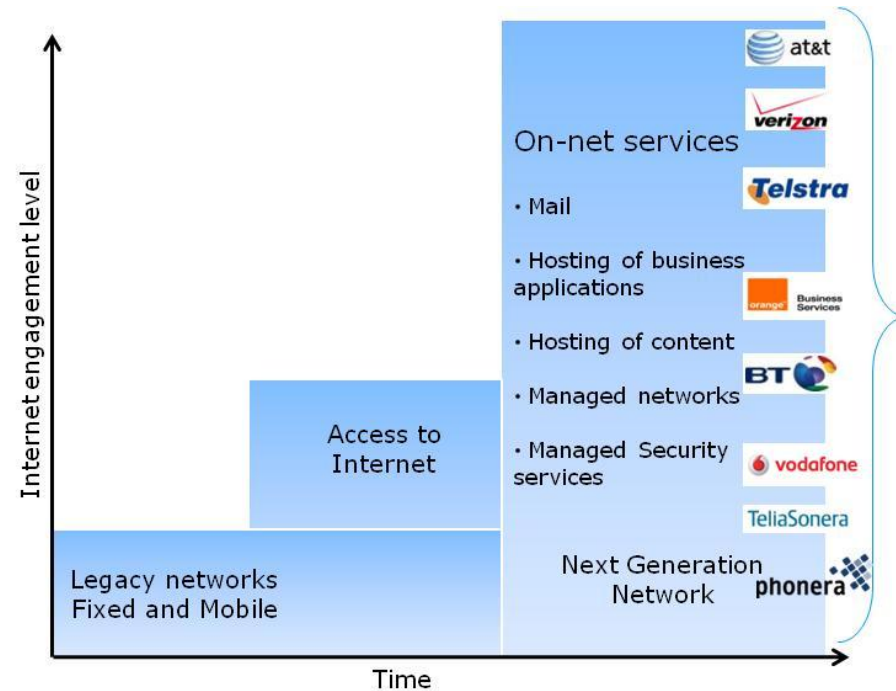 Internet engagement level
Legacy networks
Fixed and Mobile
Access to
Internet
On-net services
• Mail
• Hosting of business
applications
• Hosting of content
• Managed networks
• Managed Security
services
Next Generation
Network
at&t
verizon
Telstra
orange™
Business
Services
BT
vodafone
TeliaSonera
phonera
Time